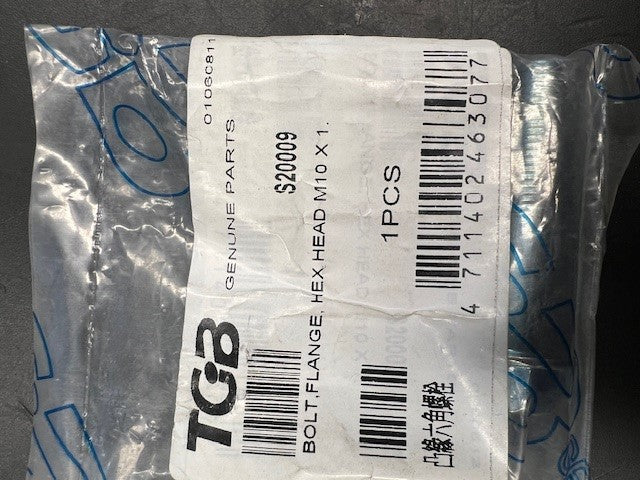 TGB
GENUNE PARTS
0106C811
S20009
BOLT,FLANGE, HEX HEAD M10 X 1.
1PCS
凸緣六角螺栓
4 711402 463077